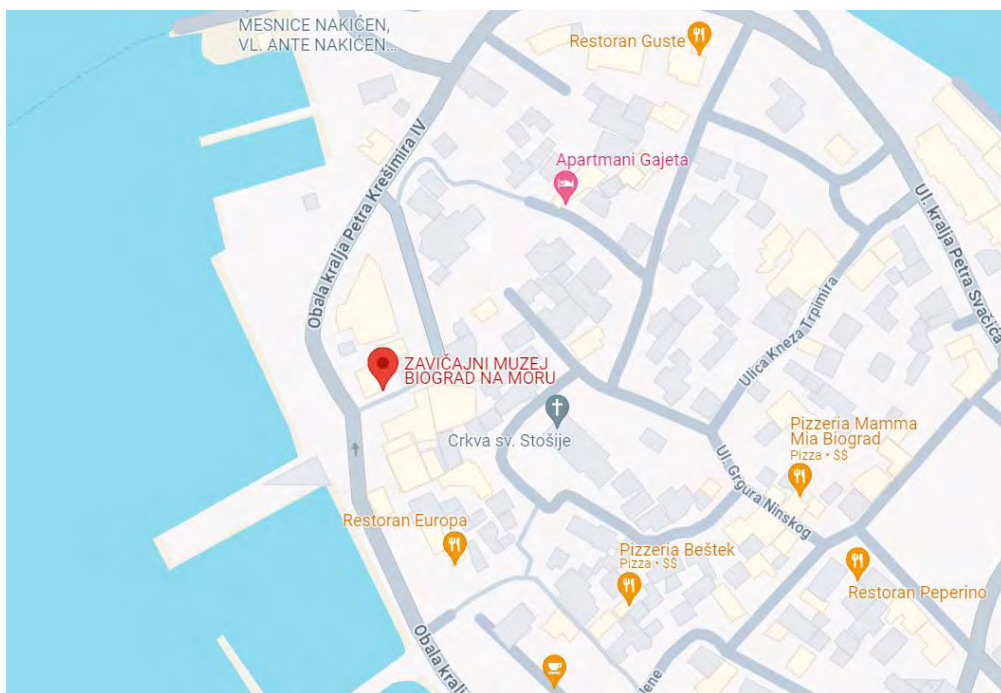 MESNICE NAKIĆEN,
VL. ANTE NAKIĆEN...
Restoran Guste
Obala kralja Petra Krešimira IV
Apartmani Gajeta
Ul. kralja Petra Svačića
Ulica Kneza Trpimira
ZAVIČAJNI MUZEJ
BIOGRAD NA MORU
Crkva sv. Stošije
Pizzeria Mamma
Mia Biograd
Pizza • $$
Ul. Grgura Ninskog
Restoran Europa
Pizzeria Beštek
Pizza • $$
Restoran Peperino
Obala kralj
lene